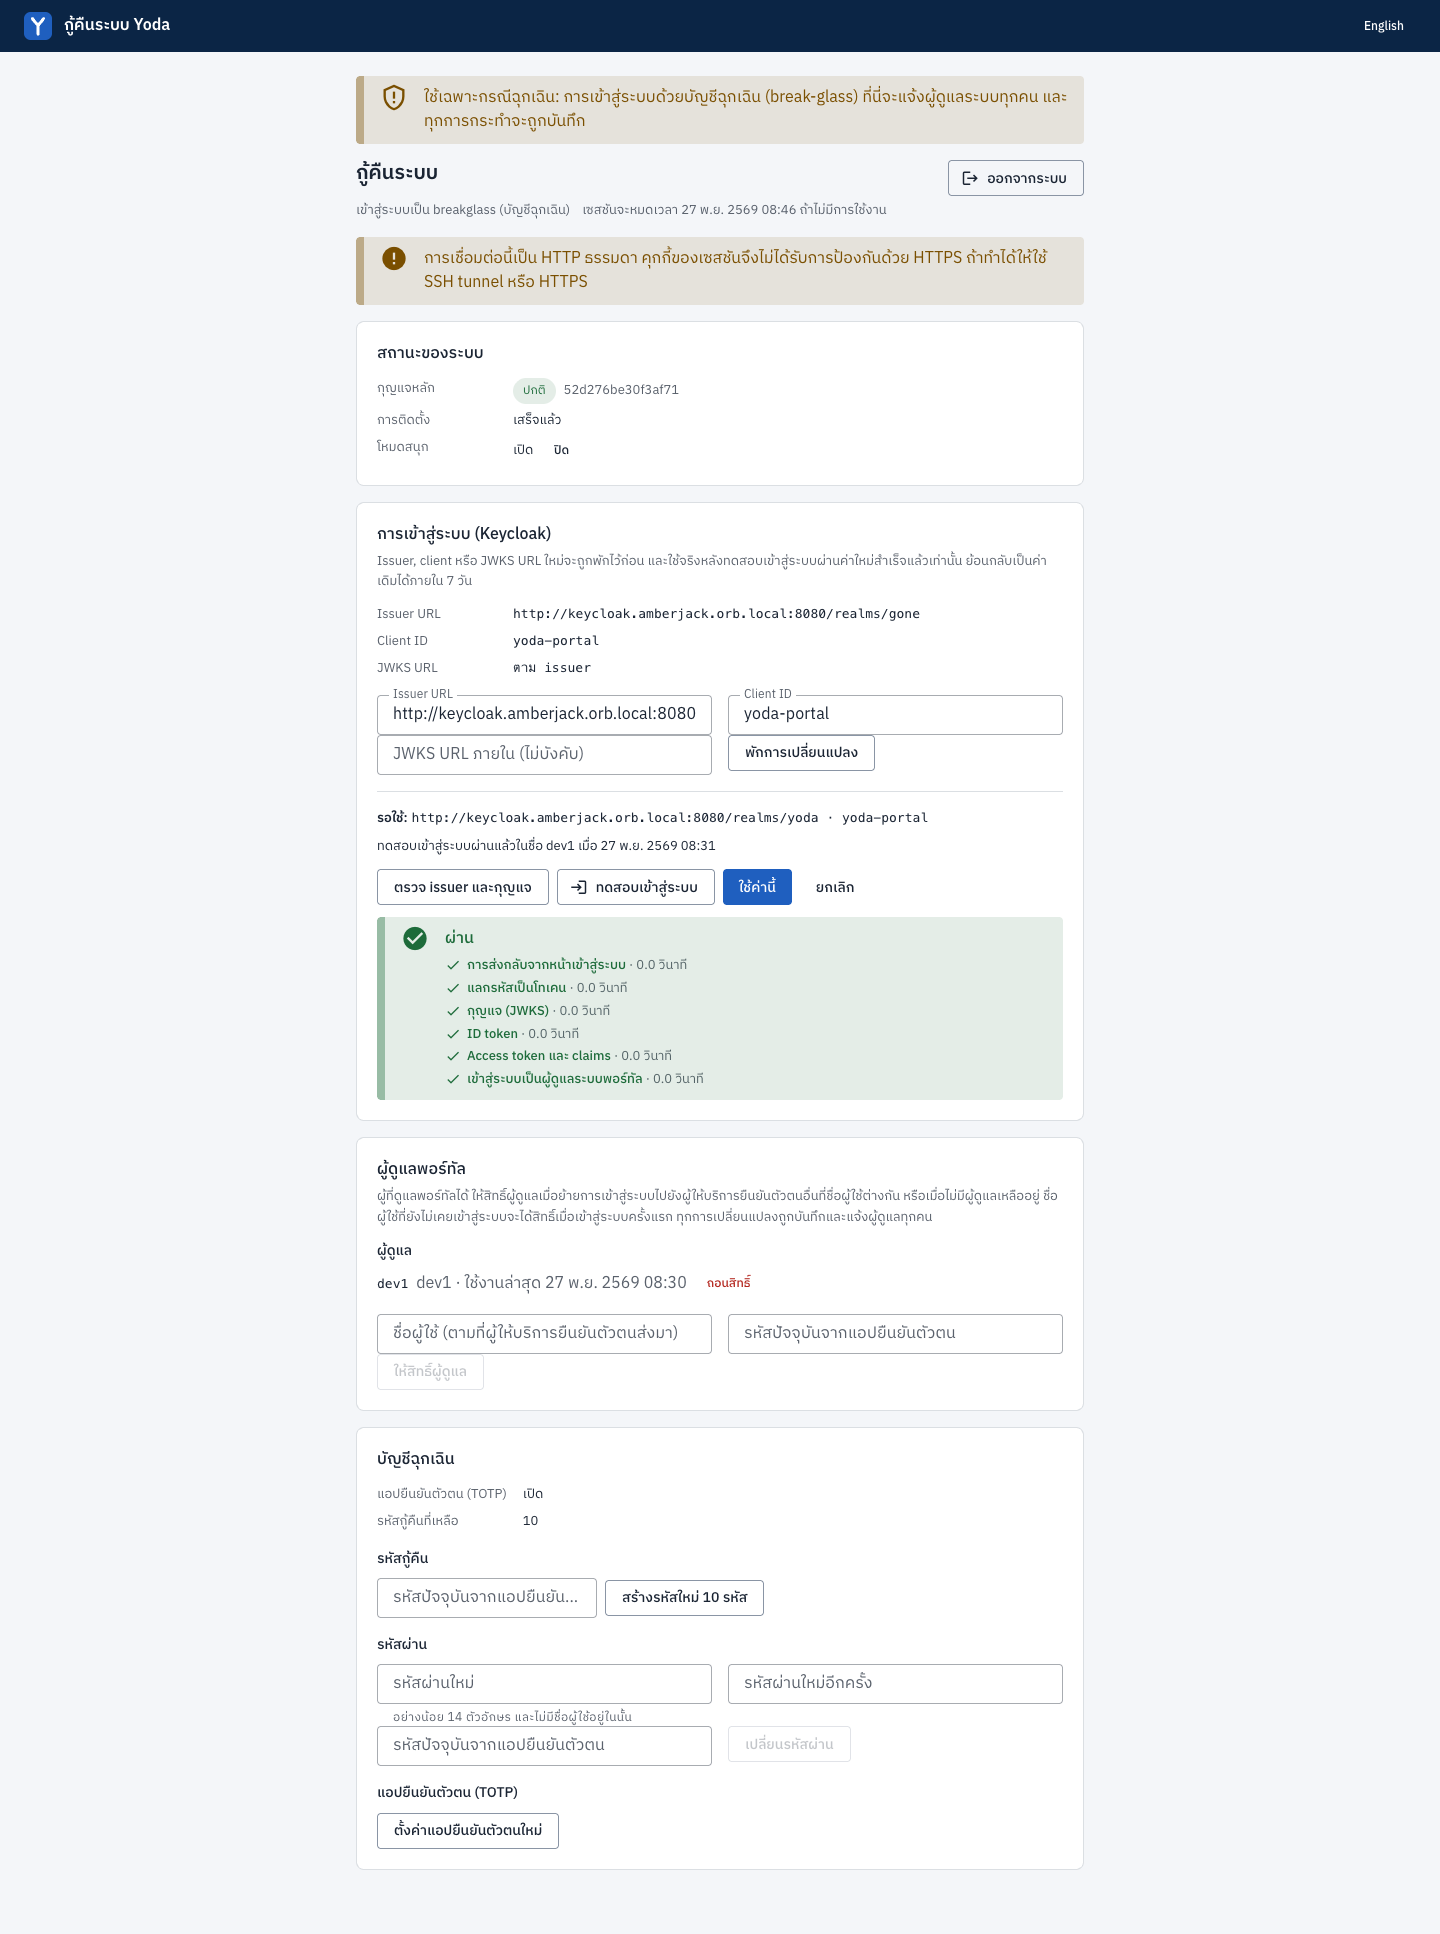 Y กู้คืนระบบ Yoda
English
ใช้เฉพาะกรณีฉุกเฉิน: การเข้าสู่ระบบด้วยบัญชีฉุกเฉิน (break-glass) ที่นี่จะแจ้งผู้ดูแลระบบทุกคน และ
ทุกการกระทำจะถูกบันทึก
กู้คืนระบบ
ออกจากระบบ
เข้าสู่ระบบเป็น breakglass (บัญชีฉุกเฉิน) เซสชันจะหมดเวลา 27 พ.ย. 2569 08:46 ถ้าไม่มีการใช้งาน
การเชื่อมต่อนี้เป็น HTTP ธรรมดา คุกกี้ของเซสชันจึงไม่ได้รับการป้องกันด้วย HTTPS ถ้าทำได้ให้ใช้
SSH tunnel หรือ HTTPS
สถานะของระบบ
กุญแจหลัก ปกติ 52d276be30f3af71
การติดตั้ง เสร็จแล้ว
โหมดสนุก เปิด ปิด
การเข้าสู่ระบบ (Keycloak)
Issuer, client หรือ JWKS URL ใหม่จะถูกพักไว้ก่อน และใช้จริงหลังทดสอบเข้าสู่ระบบผ่านค่าใหม่สำเร็จแล้วเท่านั้น ย้อนกลับเป็นค่า
เดิมได้ภายใน 7 วัน
Issuer URL http://keycloak.amberjack.orb.local:8080/realms/gone
Client ID yoda-portal
JWKS URL ตาม issuer
Issuer URL Client ID
http://keycloak.amberjack.orb.local:8080 yoda-portal
JWKS URL ภายใน (ไม่บังคับ) พักการเปลี่ยนแปลง
รอใช้: http://keycloak.amberjack.orb.local:8080/realms/yoda · yoda-portal
ทดสอบเข้าสู่ระบบผ่านแล้วในชื่อ dev1 เมื่อ 27 พ.ย. 2569 08:31
ตรวจ issuer และกุญแจ ทดสอบเข้าสู่ระบบ ใช้ค่านี้ ยกเลิก
ผ่าน
การส่งกลับจากหน้าเข้าสู่ระบบ · 0.0 วินาที
แลกรหัสเป็นโทเคน · 0.0 วินาที
กุญแจ (JWKS) · 0.0 วินาที
ID token · 0.0 วินาที
Access token และ claims · 0.0 วินาที
เข้าสู่ระบบเป็นผู้ดูแลระบบพอร์ทัล · 0.0 วินาที
ผู้ดูแลพอร์ทัล
ผู้ที่ดูแลพอร์ทัลได้ ให้สิทธิ์ผู้ดูแลเมื่อย้ายการเข้าสู่ระบบไปยังผู้ให้บริการยืนยันตัวตนอื่นที่ชื่อผู้ใช้ต่างกัน หรือเมื่อไม่มีผู้ดูแลเหลืออยู่ ชื่อ
ผู้ใช้ที่ยังไม่เคยเข้าสู่ระบบจะได้สิทธิ์เมื่อเข้าสู่ระบบครั้งแรก ทุกการเปลี่ยนแปลงถูกบันทึกและแจ้งผู้ดูแลทุกคน
ผู้ดูแล
dev1 dev1 · ใช้งานล่าสุด 27 พ.ย. 2569 08:30 ถอนสิทธิ์
ชื่อผู้ใช้ (ตามที่ผู้ให้บริการยืนยันตัวตนส่งมา) รหัสปัจจุบันจากแอปยืนยันตัวตน
ให้สิทธิ์ผู้ดูแล
บัญชีฉุกเฉิน
แอปยืนยันตัวตน (TOTP) เปิด
รหัสกู้คืนที่เหลือ 10
รหัสกู้คืน
รหัสปัจจุบันจากแอปยืนยัน... สร้างรหัสใหม่ 10 รหัส
รหัสผ่าน
รหัสผ่านใหม่ รหัสผ่านใหม่อีกครั้ง
อย่างน้อย 14 ตัวอักษร และไม่มีชื่อผู้ใช้อยู่ในนั้น
รหัสปัจจุบันจากแอปยืนยันตัวตน เปลี่ยนรหัสผ่าน
แอปยืนยันตัวตน (TOTP)
ตั้งค่าแอปยืนยันตัวตนใหม่